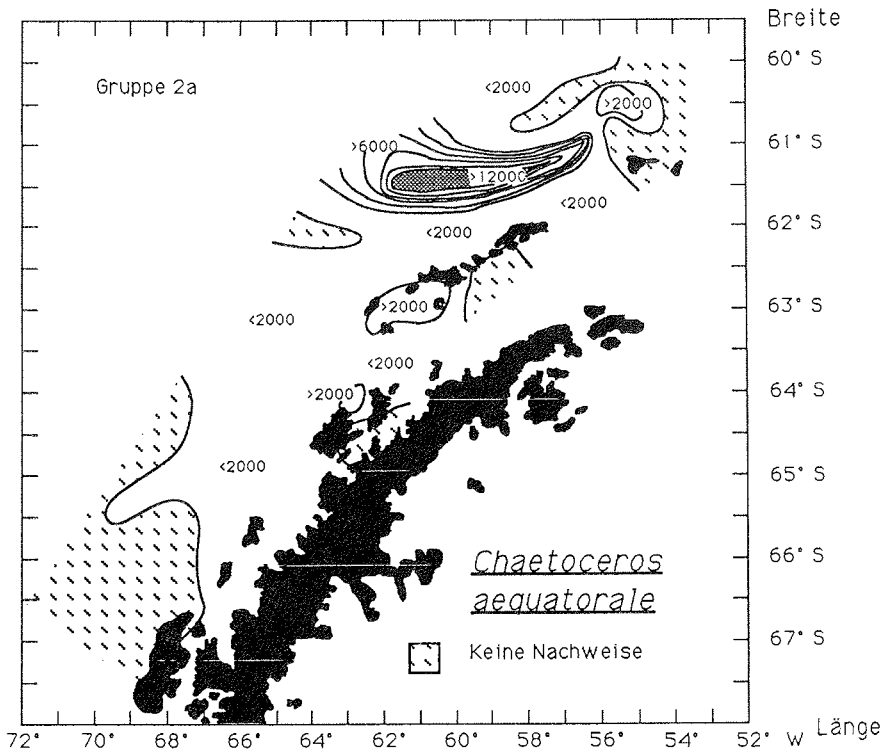 Breite
60° S
Gruppe 2a
<2000
>2000
61° S
>6000
>12000
<2000
62° S
<2000
>2000
63° S
<2000
<2000
64° S
>2000
<2000
65° S
66° S
Chaetoceros
aequatorale
67° S
Keine Nachweise
72° 70° 68° 66° 64° 62° 60° 58° 56° 54° 52° W Länge